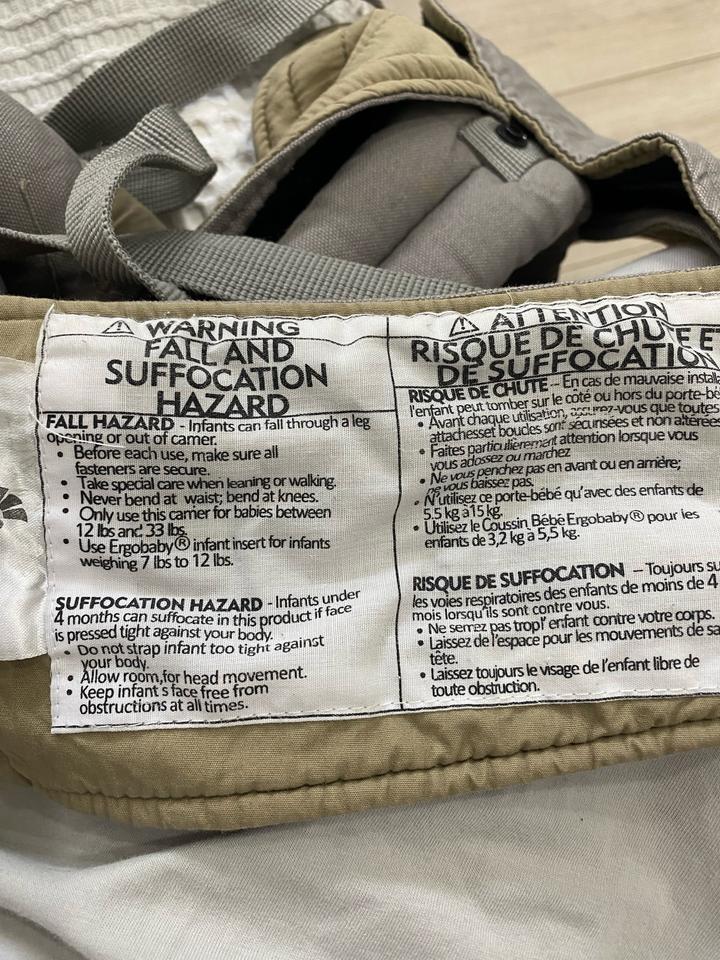 ⚠ WARNING
FALL AND
SUFFOCATION
HAZARD
FALL HAZARD - Infants can fall through a leg
opening or out of carrier.
• Before each use, make sure all
fasteners are secure.
• Take special care when leaning or walking.
• Never bend at waist; bend at knees.
• Only use this carrier for babies between
12 lbs and 33 lbs.
• Use Ergobaby® infant insert for infants
weighing 7 lbs to 12 lbs.
SUFFOCATION HAZARD - Infants under
4 months can suffocate in this product if face
is pressed tight against your body.
• Do not strap infant too tight against
your body.
• Allow room for head movement.
• Keep infant's face free from
obstructions at all times.
⚠ ATTENTION
RISQUE DE CHUTE E
DE SUFFOCATION
RISQUE DE CHUTE – En cas de mauvaise
l'enfant peut tomber sur le côté ou hors du
• Avant chaque utilisation, assurez-vous que toutes
attachesset boucles sont sécurisées et non
• Faites particulièrement attention lorsque vous
vous adossez ou marchez
• Ne vous penchez pas en avant ou en arrière;
ne vous baissez pas.
• N'utilisez ce porte-bébé qu'avec des enfants de
5.5 kg à15 kg.
• Utilisez le Coussin Bébé Ergobaby® pour les
enfants de 3,2 kg a 5,5 kg.
RISQUE DE SUFFOCATION – Toujours
les voies respiratoires des enfants de moins de 4
mois lorsqu'ils sont contre vous.
• Ne serrez pas trop l' enfant contre votre corps.
• Laissez de l'espace pour les mouvements de
tête.
• Laissez toujours le visage de l'enfant libre de
toute obstruction.